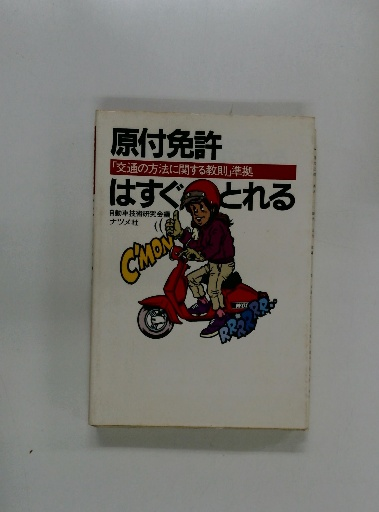 原付免許
「交通の方法に関する教則」準拠
はすぐとれる
自動車技術研究会編
ナツメ社
C'MON
RRRRRR..